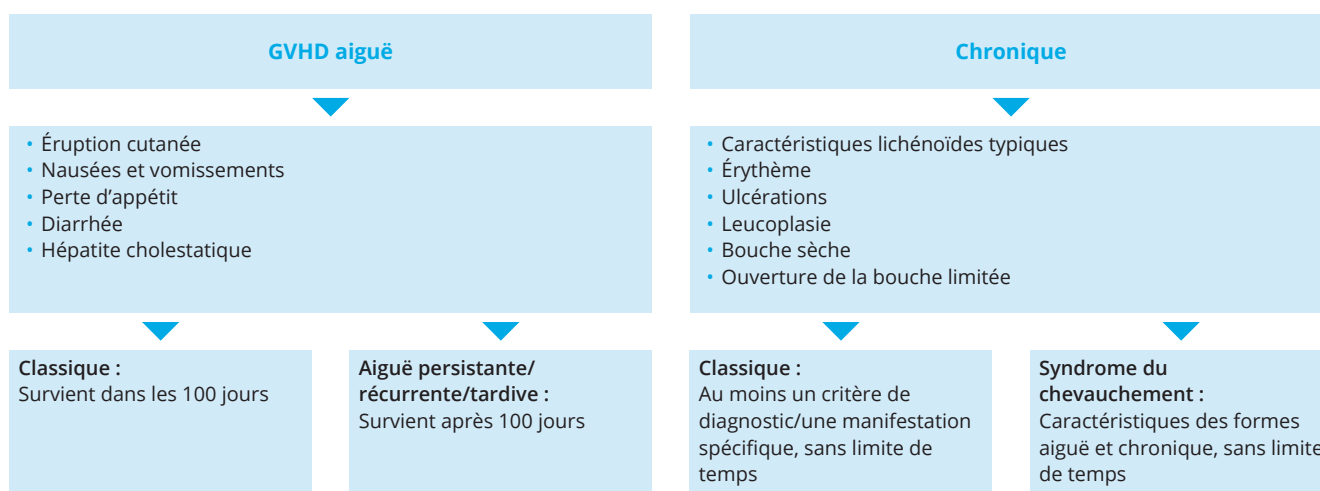 GVHD aiguë
• Éruption cutanée
• Nausées et vomissements
• Perte d’appétit
• Diarrhée
• Hépatite cholestatique
Classique :
Survient dans les 100 jours
Aiguë persistante/
récurrente/tardive :
Survient après 100 jours
Chronique
• Caractéristiques lichénoïdes typiques
• Érythème
• Ulcérations
• Leucoplasie
• Bouche sèche
• Ouverture de la bouche limitée
Classique :
Au moins un critère de
diagnostic/une manifestation
spécifique, sans limite de
temps
Syndrome du
chevauchement :
Caractéristiques des formes
aiguë et chronique, sans limite
de temps